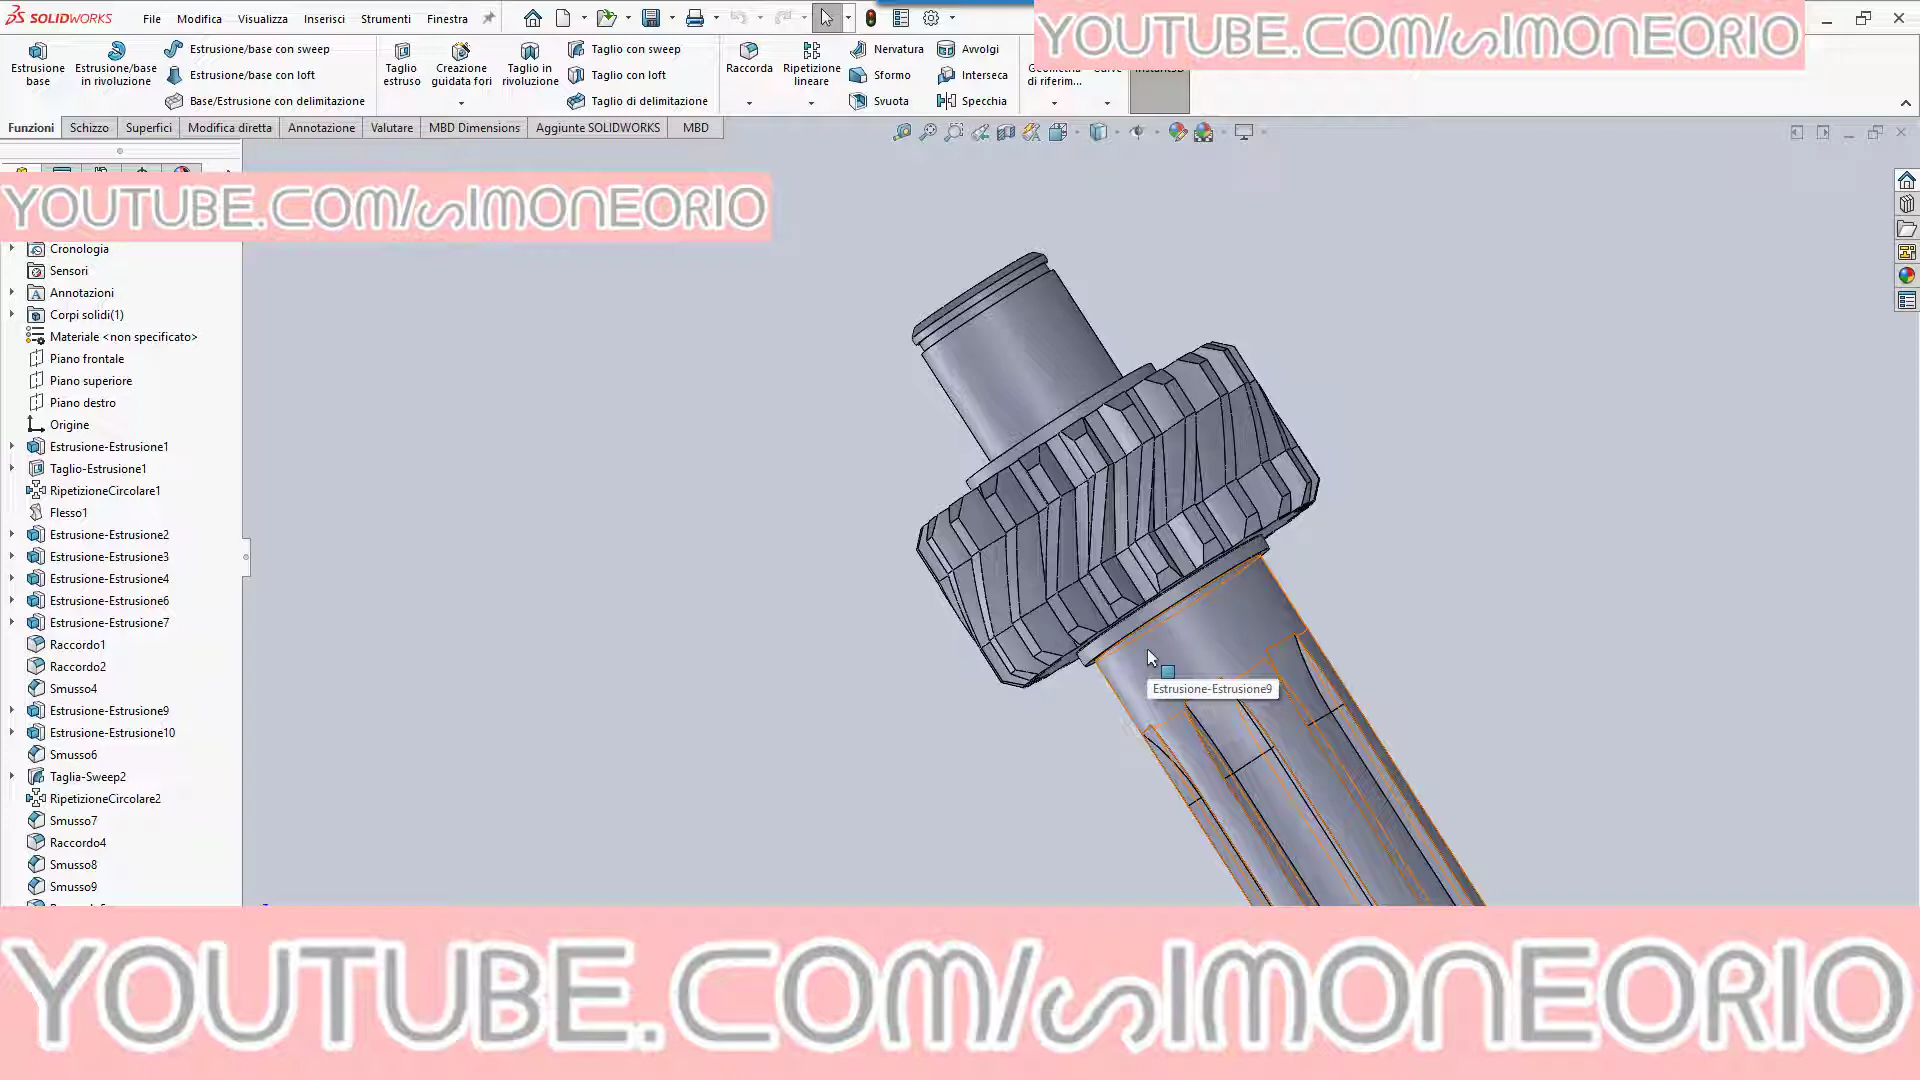 SOLIDWORKS File Modifica Visualizza Inserisci Strumenti Finestra
YOUTUBE.COM/SIMONEORIO
Estrusione base
Estrusione/base in rivoluzione
Estrusione/base con sweep
Estrusione/base con loft
Base/Estrusione con delimitazione
Taglio estruso
Creazione guidata fori
Taglio in rivoluzione
Taglio con sweep
Taglio con loft
Taglio di delimitazione
Raccorda
Ripetizione lineare
Nervatura
Sformo
Svuota
Avvolgi
Interseca
Specchia
di riferim...
Funzioni Schizzo Superfici Modifica diretta Annotazione Valutare MBD Dimensions Aggiunte SOLIDWORKS MBD
YOUTUBE.COM/SIMONEORIO
Cronologia
Sensori
Annotazioni
Corpi solidi(1)
Materiale <non specificato>
Piano frontale
Piano superiore
Piano destro
Origine
Estrusione-Estrusione1
Taglio-Estrusione1
RipetizioneCircolare1
Flesso1
Estrusione-Estrusione2
Estrusione-Estrusione3
Estrusione-Estrusione4
Estrusione-Estrusione6
Estrusione-Estrusione7
Raccordo1
Raccordo2
Smusso4
Estrusione-Estrusione9
Estrusione-Estrusione10
Smusso6
Taglia-Sweep2
RipetizioneCircolare2
Smusso7
Raccordo4
Smusso8
Smusso9
Estrusione-Estrusione9
YOUTUBE.COM/SIMONEORIO